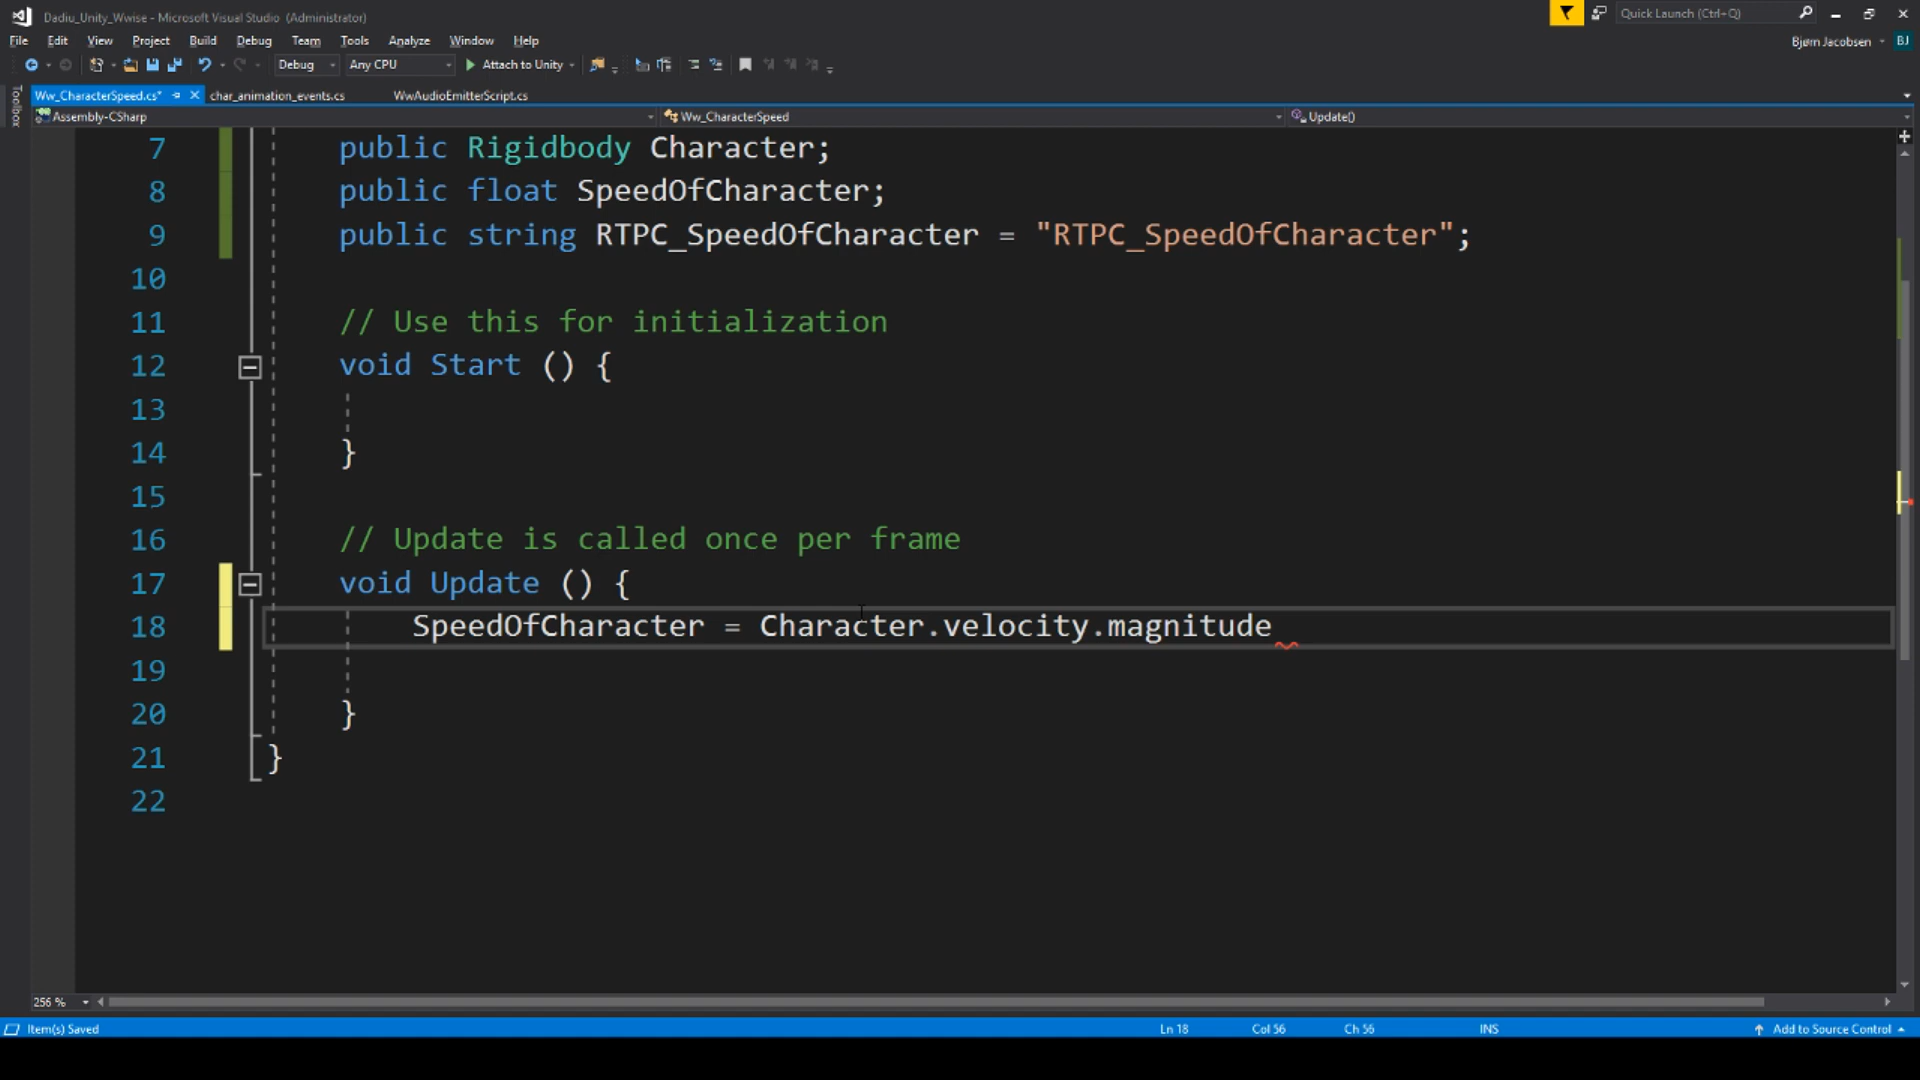 Dadiu_Unity_Wwise - Microsoft Visual Studio (Administrator)
Quick Launch (Ctrl+Q)
File Edit View Project Build Debug Team Tools Analyze Window Help
Bjørn Jacobsen BJ
Debug Any CPU Attach to Unity
Toolbox
Ww_CharacterSpeed.cs* char_animation_events.cs WwAudioEmitterScript.cs
Assembly-CSharp Ww_CharacterSpeed Update()
7 public Rigidbody Character;
8 public float SpeedOfCharacter;
9 public string RTPC_SpeedOfCharacter = "RTPC_SpeedOfCharacter";
10
11 // Use this for initialization
12 void Start () {
13
14 }
15
16 // Update is called once per frame
17 void Update () {
18 SpeedOfCharacter = Character.velocity.magnitude
19
20 }
21 }
22
256 %
Item(s) Saved Ln 18 Col 56 Ch 56 INS Add to Source Control